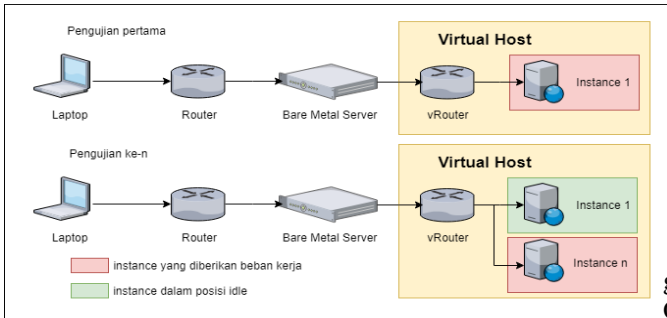 Pengujian pertama
Virtual Host
Instance 1
Laptop
Router
Bare Metal Server
vRouter
Pengujian ke-n
Virtual Host
Instance 1
Laptop
Router
Bare Metal Server
vRouter
Instance n
instance yang diberikan beban kerja
instance dalam posisi idle